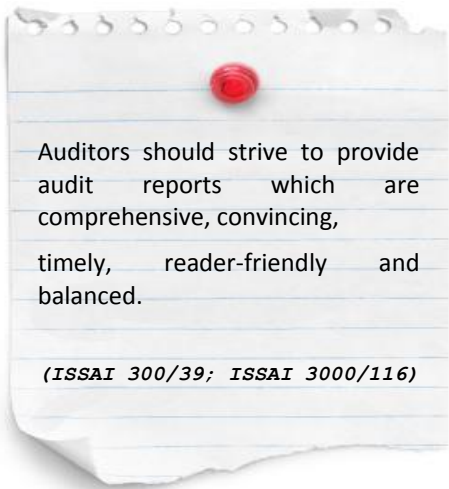 Auditors should strive to provide
audit reports which are
comprehensive, convincing,
timely, reader-friendly and
balanced.
(ISSAI 300/39; ISSAI 3000/116)